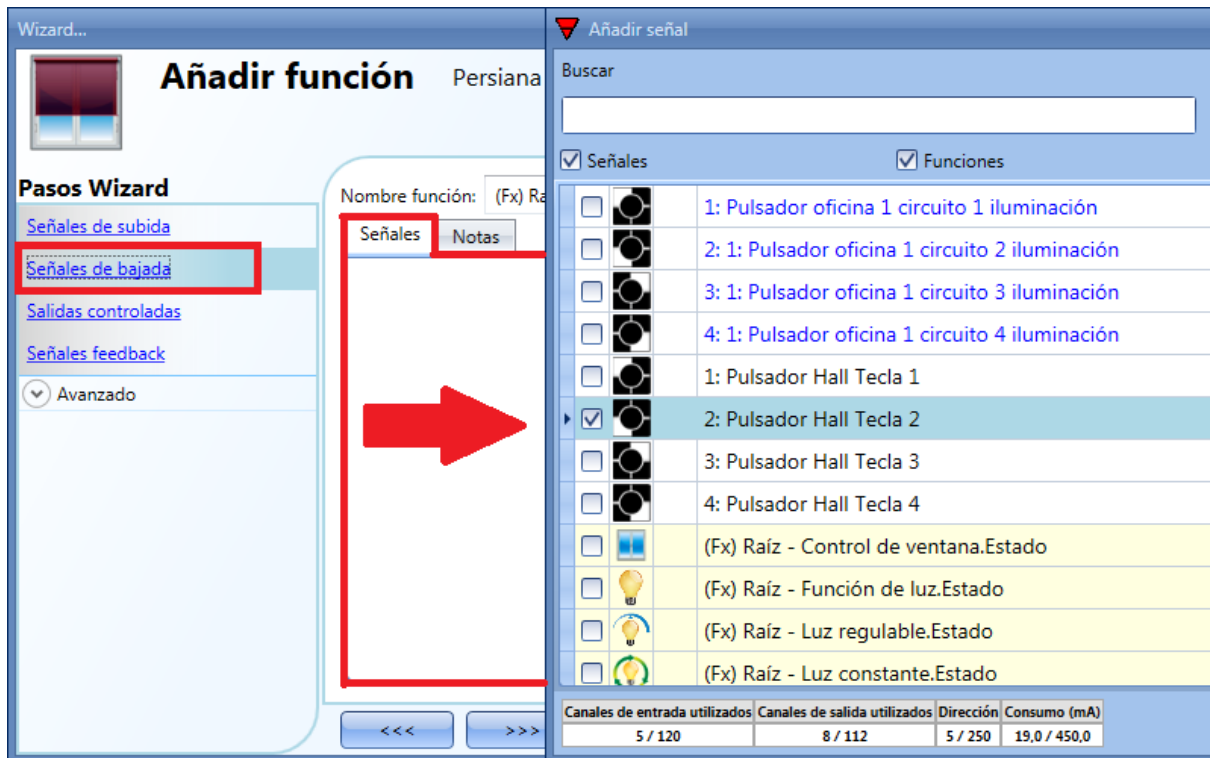 Wizard...
Añadir función Persiana
Pasos Wizard
Señales de subida
Señales de bajada
Salidas controladas
Señales feedback
Avanzado
Nombre función: (Fx) Ra
Señales Notas
<<< >>>
Añadir señal
Buscar
Señales Funciones
1: Pulsador oficina 1 circuito 1 iluminación
2: 1: Pulsador oficina 1 circuito 2 iluminación
3: 1: Pulsador oficina 1 circuito 3 iluminación
4: 1: Pulsador oficina 1 circuito 4 iluminación
1: Pulsador Hall Tecla 1
2: Pulsador Hall Tecla 2
3: Pulsador Hall Tecla 3
4: Pulsador Hall Tecla 4
(Fx) Raíz - Control de ventana.Estado
(Fx) Raíz - Función de luz.Estado
(Fx) Raíz - Luz regulable.Estado
(Fx) Raíz - Luz constante.Estado
Canales de entrada utilizados Canales de salida utilizados Dirección Consumo (mA)
5 / 120 8 / 112 5 / 250 19,0 / 450,0